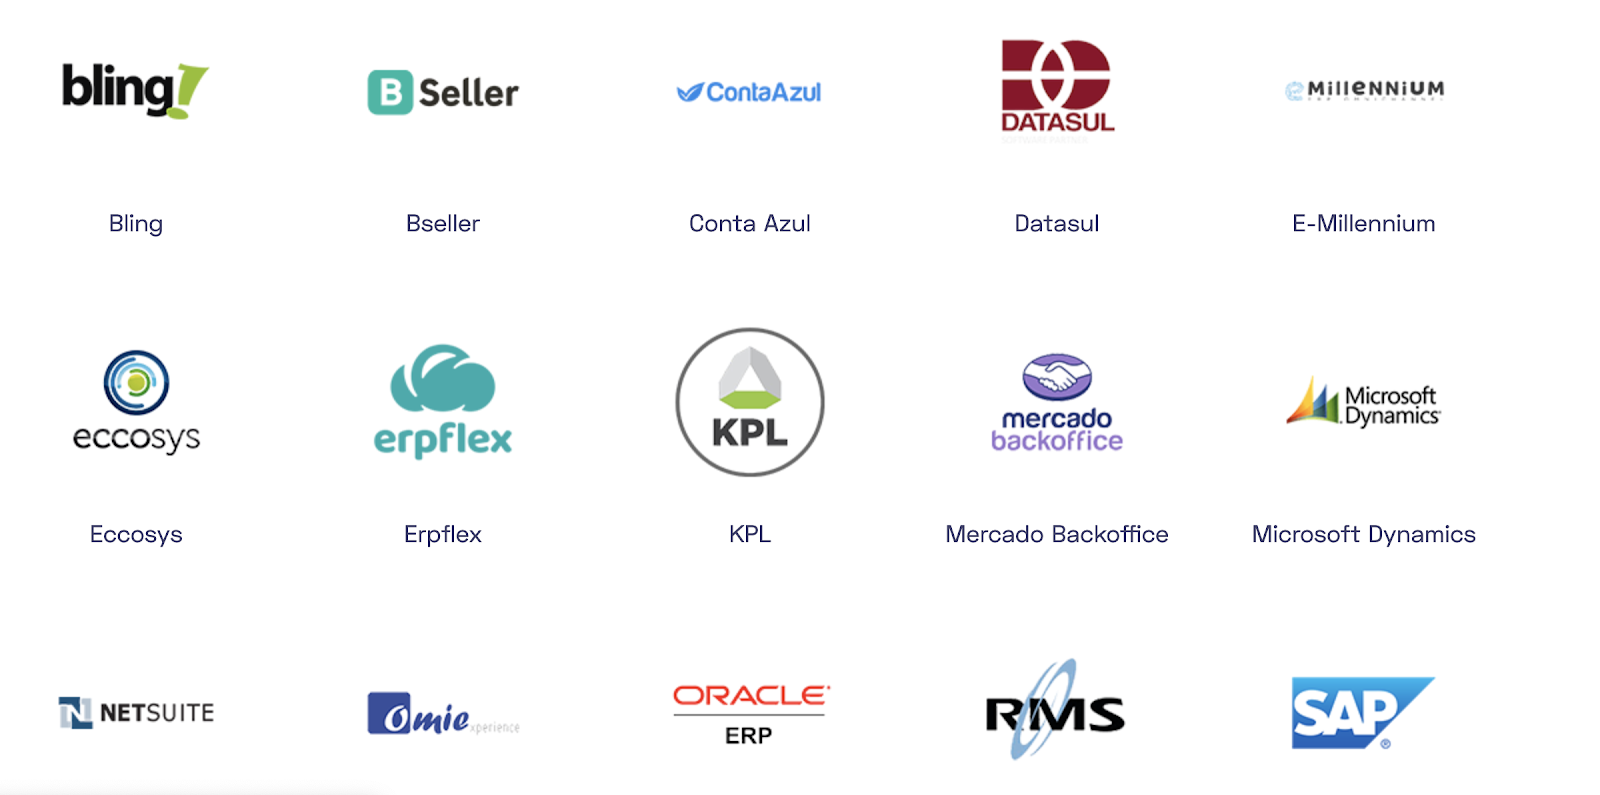 bling!
B Seller
ContaAzul
DATASUL
eMillENNiUM
Bling
Bseller
Conta Azul
Datasul
E-Millennium
eccosys
erpflex
KPL
mercado
backoffice
Microsoft
Dynamics
Eccosys
Erpflex
KPL
Mercado Backoffice
Microsoft Dynamics
N NETSUITE
Omie xperience
ORACLE
ERP
RMS
SAP®